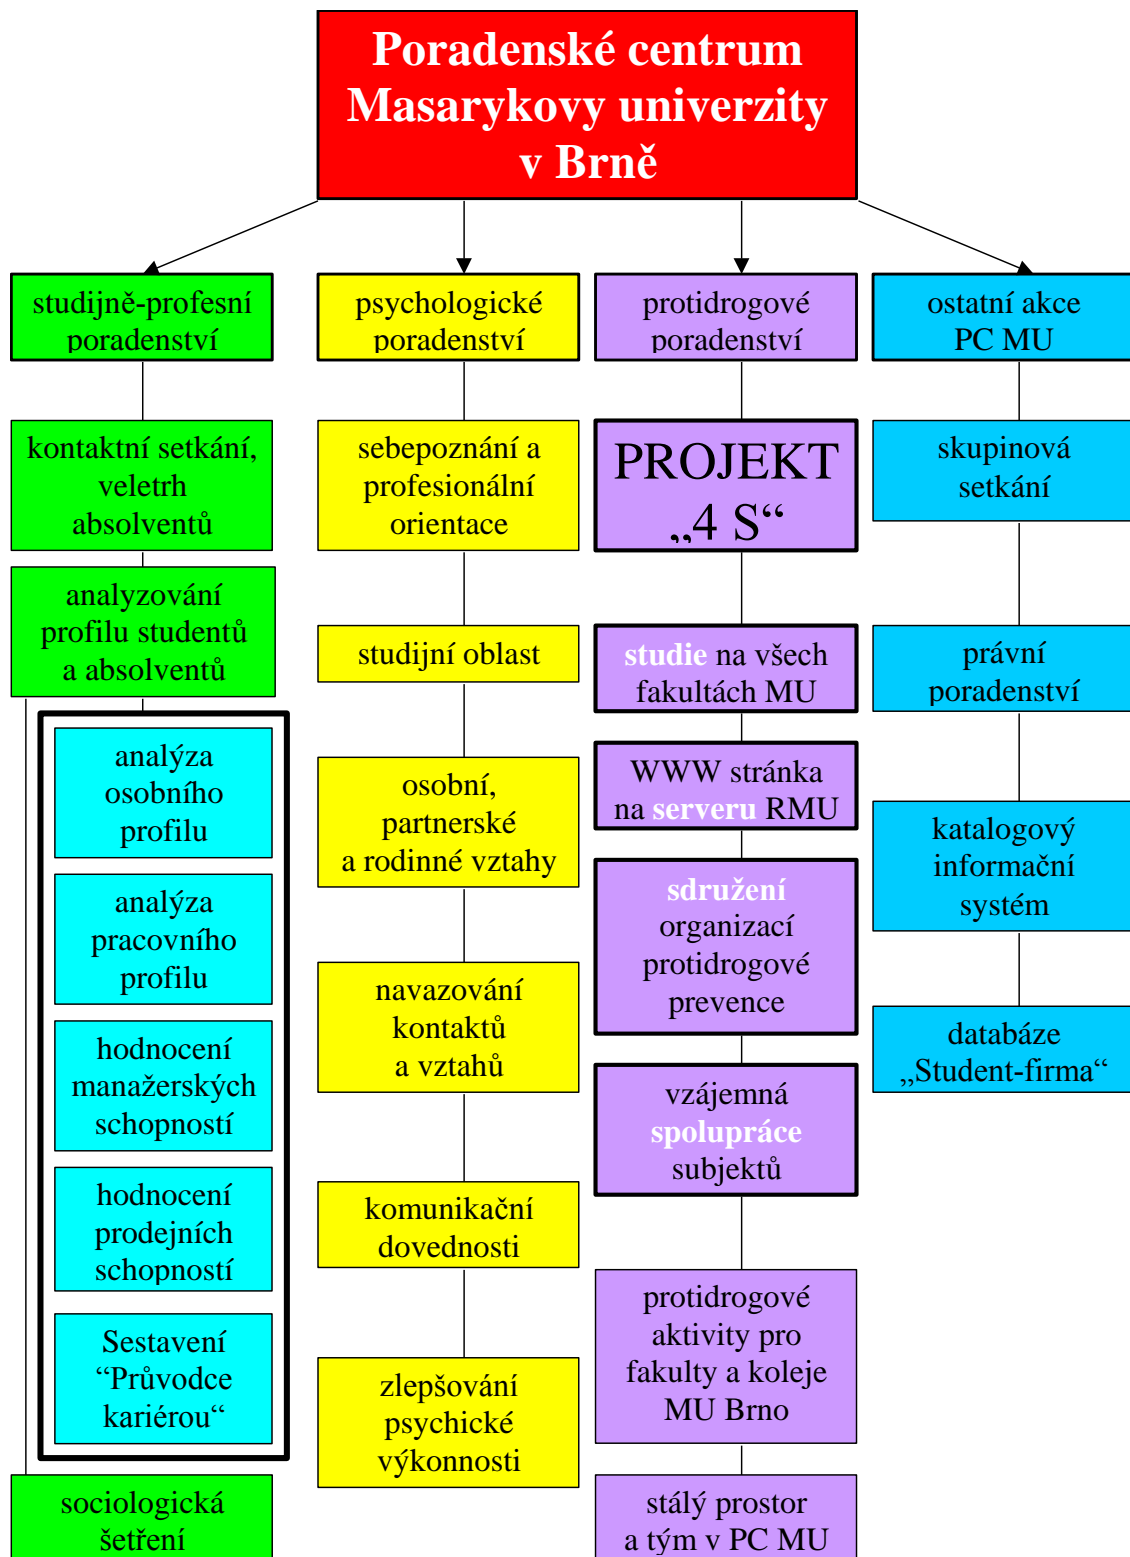 Poradenské centrum
Masarykovy univerzity
v Brně
studijně-profesní
poradenství
kontaktní setkání,
veletrh
absolventů
analyzování
profilu studentů
a absolventů
analýza
osobního
profilu
analýza
pracovního
profilu
hodnocení
manažerských
schopností
hodnocení
prodejních
schopností
Sestavení
“Průvodce
kariérou“
sociologická
šetření
psychologické
poradenství
sebepoznání a
profesionální
orientace
studijní oblast
osobní,
partnerské
a rodinné vztahy
navazování
kontaktů
a vztahů
komunikační
dovednosti
zlepšování
psychické
výkonnosti
protidrogové
poradenství
PROJEKT
„4 S“
studie na všech
fakultách MU
WWW stránka
na serveru RMU
sdružení
organizací
protidrogové
prevence
vzájemná
spolupráce
subjektů
protidrogové
aktivity pro
fakulty a koleje
MU Brno
stálý prostor
a tým v PC MU
ostatní akce
PC MU
skupinová
setkání
právní
poradenství
katalogový
informační
systém
databáze
„Student-firma“